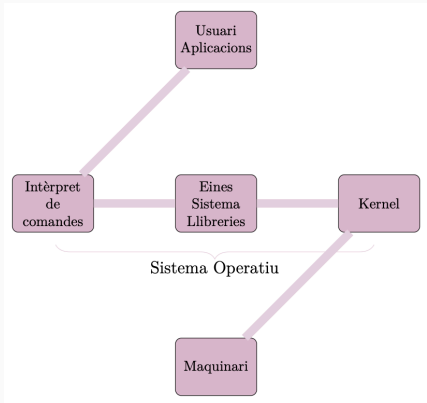 Usuari
Aplicacions
Intèrpret
de
comandes
Eines
Sistema
Llibreries
Kernel
Sistema Operatiu
Maquinari